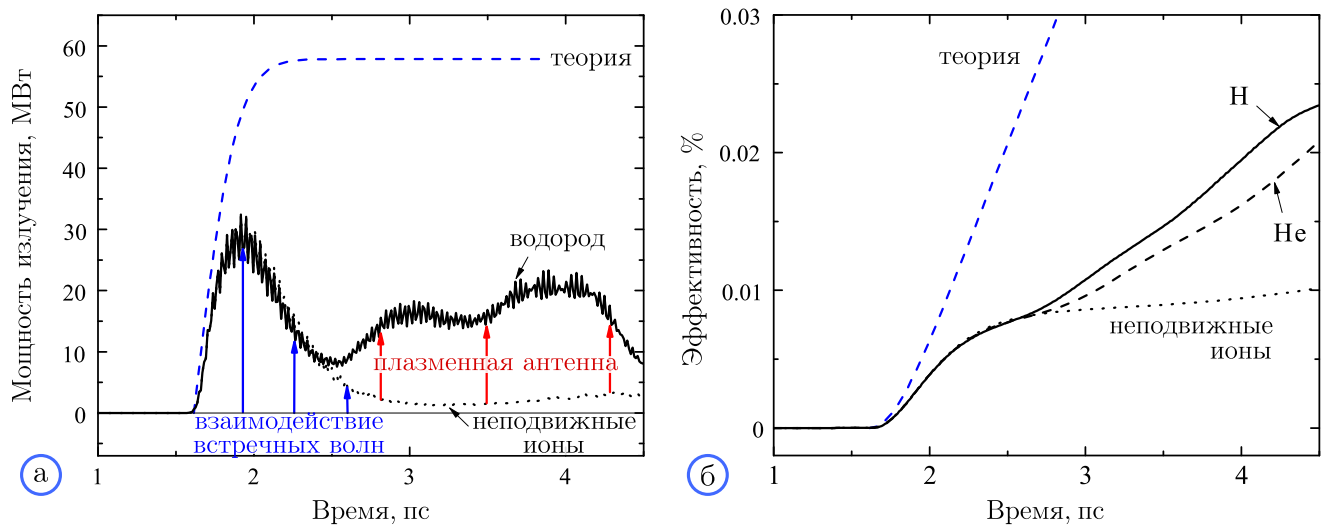 Мощность излучения, МВт
60
50
40
30
20
10
0
теория
водород
плазменная антенна
взаимодействие
встречных волн
неподвижные
ионы
1
2
3
4
Время, пс
а
Эффективность, %
0.03
0.02
0.01
0
теория
H
He
неподвижные
ионы
1
2
3
4
Время, пс
б